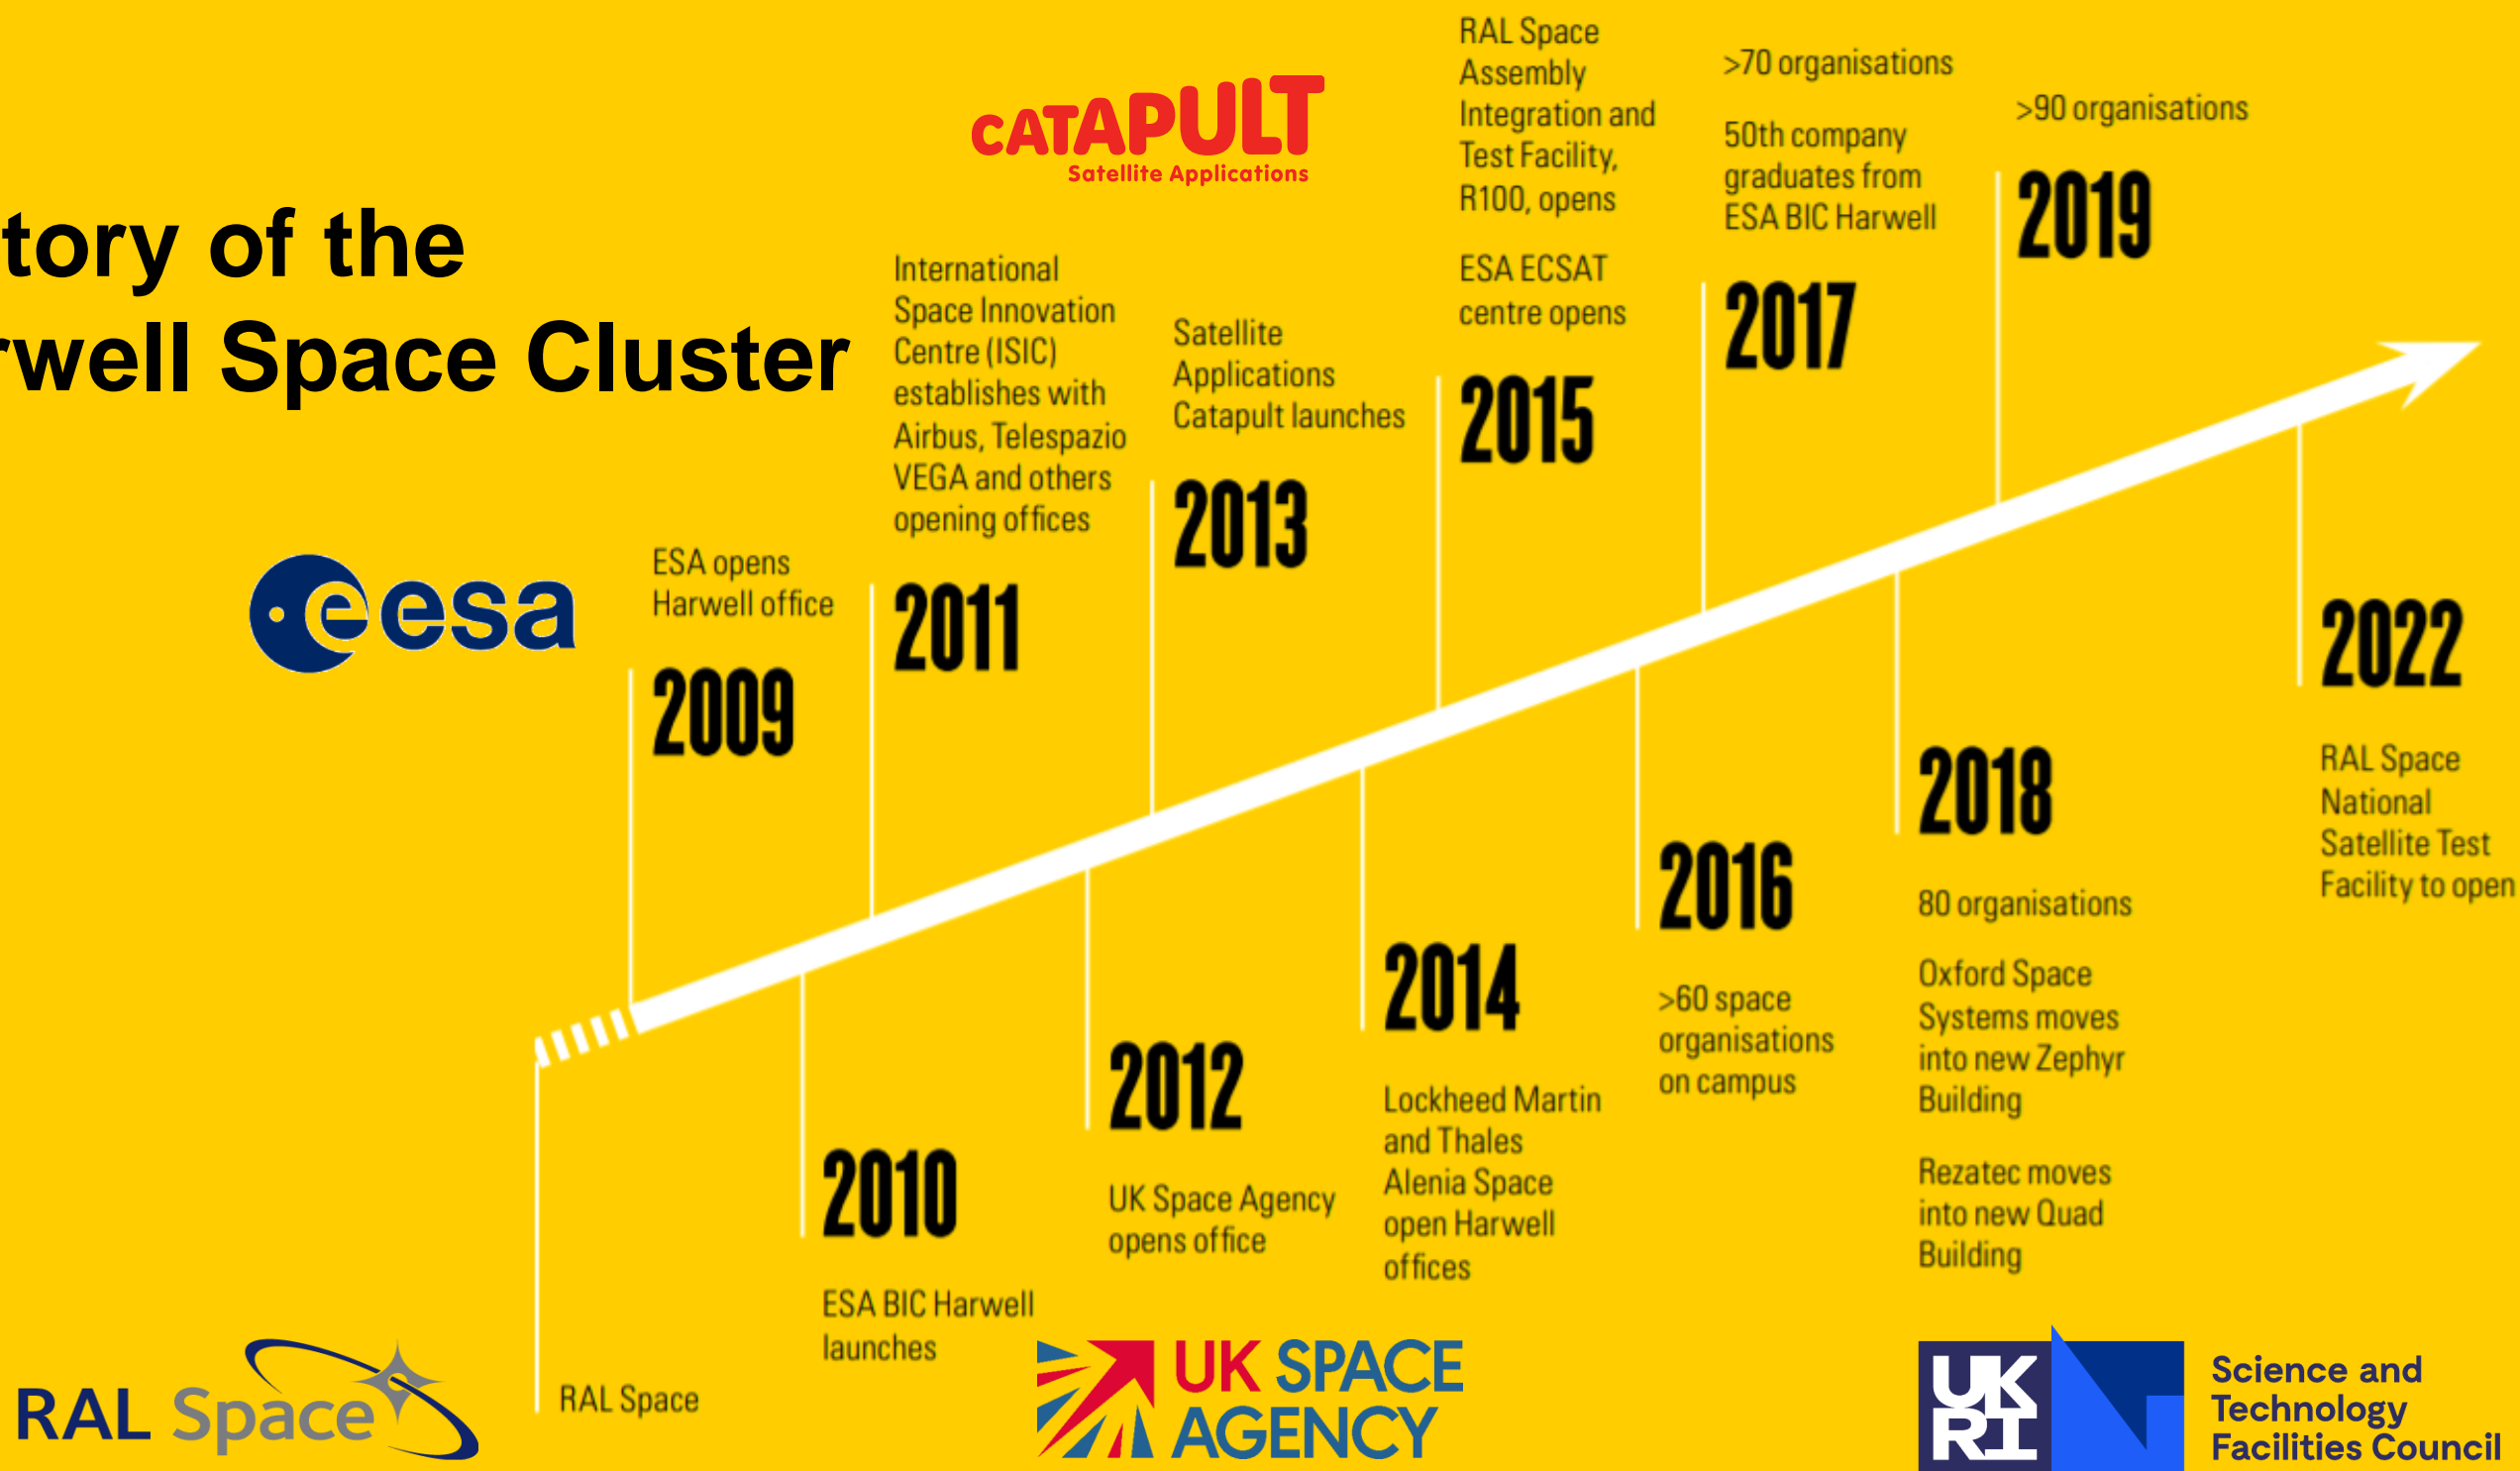 tory of the
rwell Space Cluster
CATAPULT
Satellite Applications
esa
ESA opens
Harwell office
2009
International
Space Innovation
Centre (ISIC)
establishes with
Airbus, Telespazio
VEGA and others
opening offices
2011
Satellite
Applications
Catapult launches
2013
RAL Space
Assembly
Integration and
Test Facility,
R100, opens
ESA ECSAT
centre opens
2015
>70 organisations
50th company
graduates from
ESA BIC Harwell
2017
>90 organisations
2019
RAL Space
2010
ESA BIC Harwell
launches
2012
UK Space Agency
opens office
2014
Lockheed Martin
and Thales
Alenia Space
open Harwell
offices
2016
>60 space
organisations
on campus
2018
80 organisations
Oxford Space
Systems moves
into new Zephyr
Building
Rezatec moves
into new Quad
Building
2022
RAL Space
National
Satellite Test
Facility to open
RAL Space
UK SPACE
AGENCY
UK
RI
Science and
Technology
Facilities Council